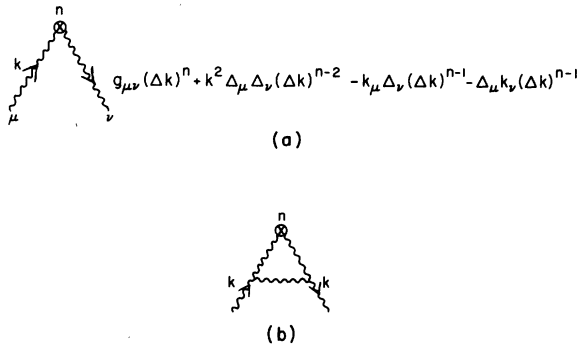 n
k
μ
ν
g_{μν}(Δk)^n + k^2 Δ_μ Δ_ν (Δk)^{n-2} - k_μ Δ_ν (Δk)^{n-1} - Δ_μ k_ν (Δk)^{n-1}
(a)
n
k
k
(b)